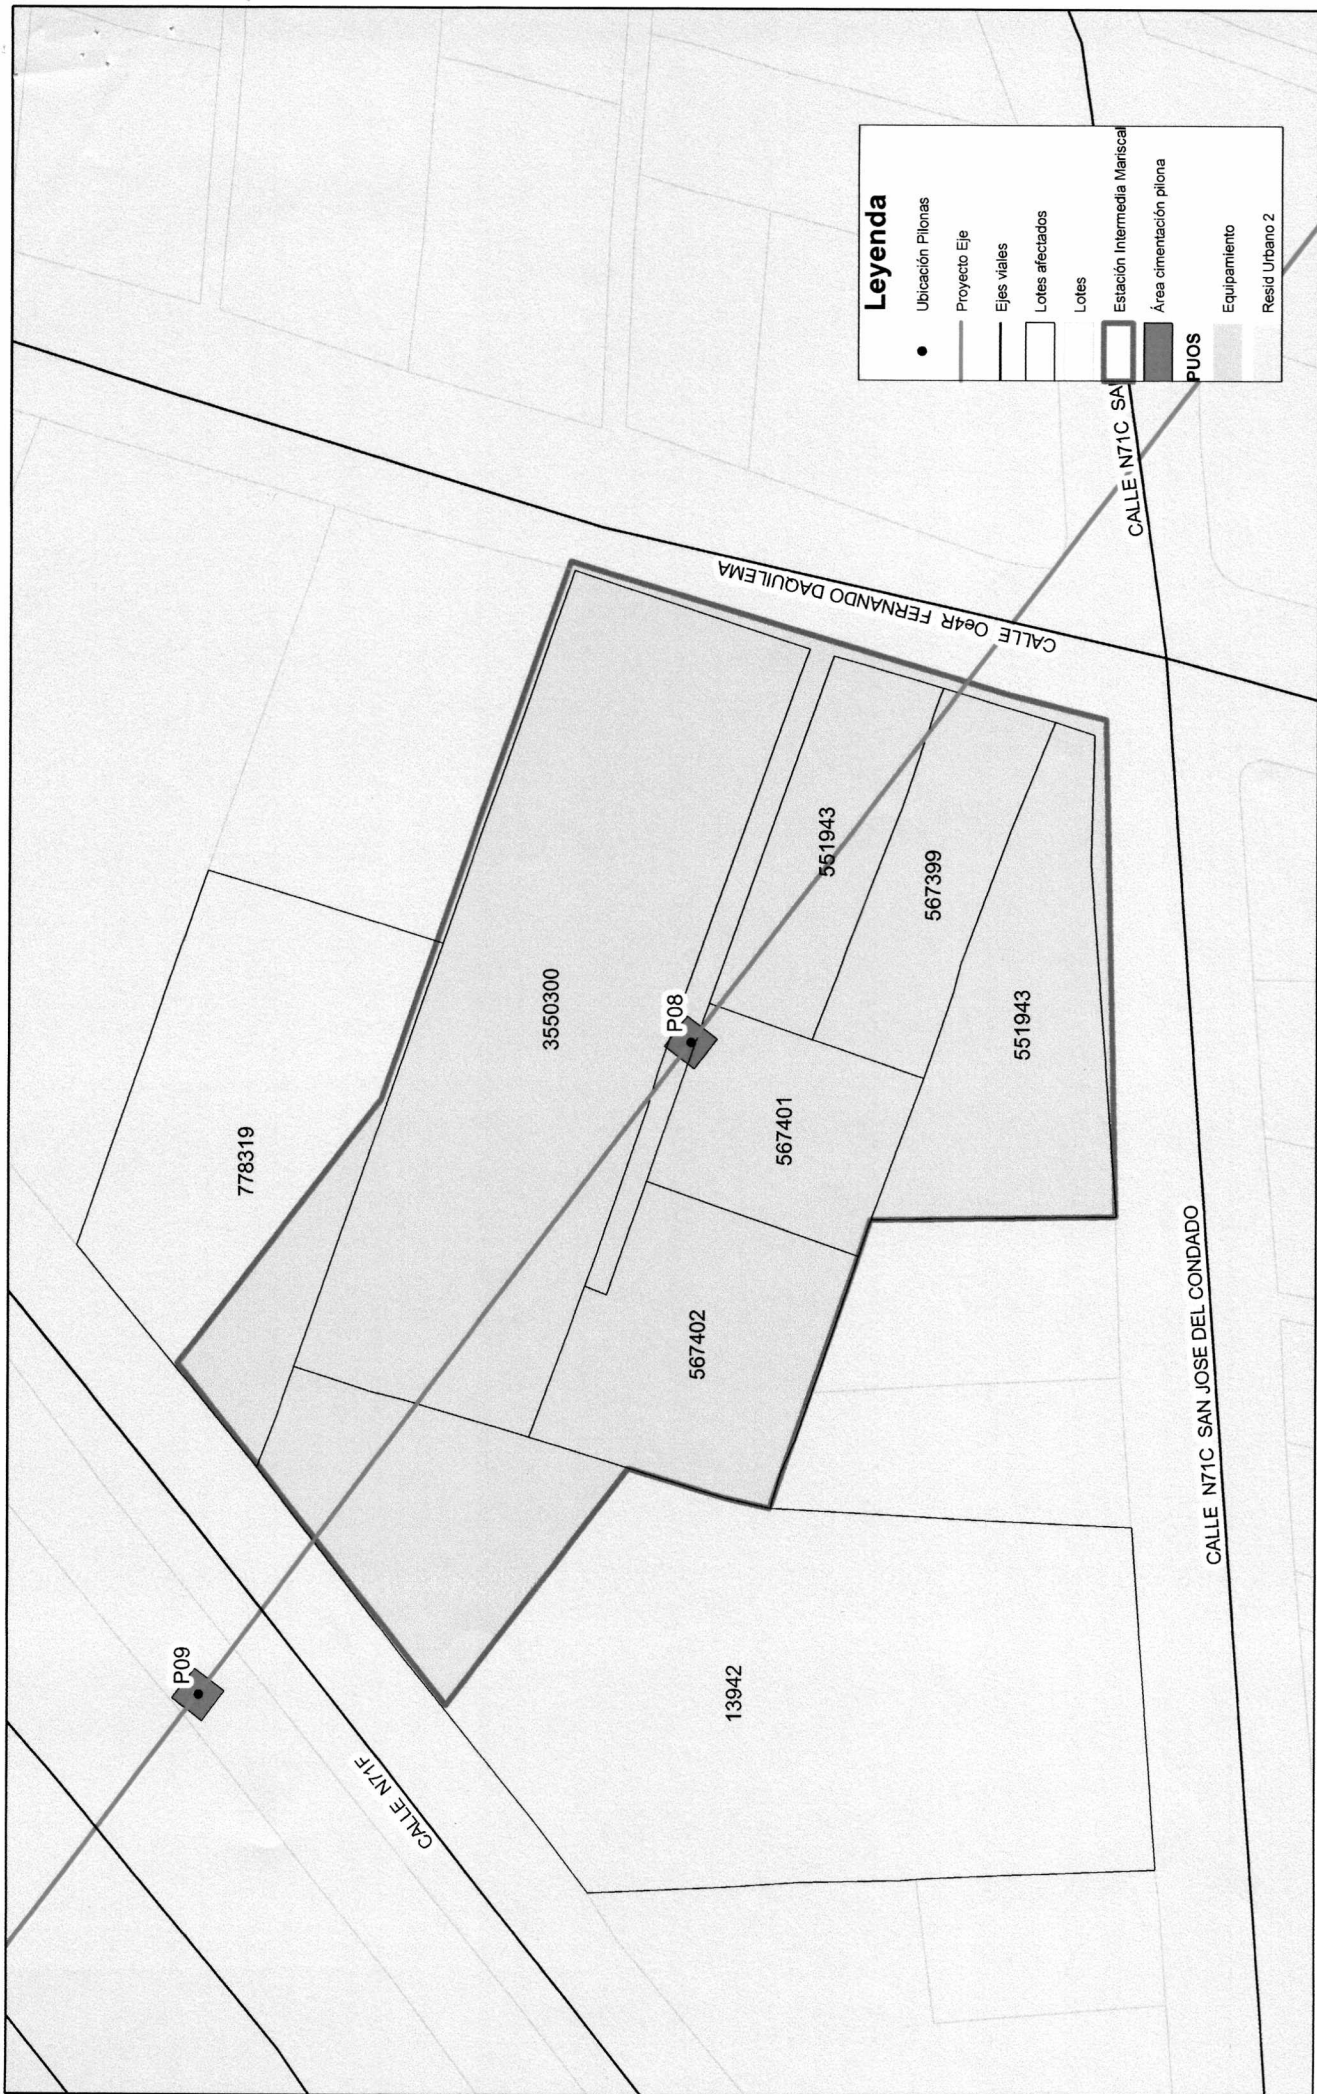 P09
CALLE N71F
778319
3550300
P08
551943
567399
567401
551943
567402
13942
CALLE Oe4R FERNANDO DAQUILEMA
CALLE N71C SAN JOSE DEL CONDADO
CALLE N71C SA
Leyenda
Ubicación Pilonas
Proyecto Eje
Ejes viales
Lotes afectados
Lotes
Estación Intermedia Mariscal
Área cimentación pilona
PUOS
Equipamiento
Resid Urbano 2